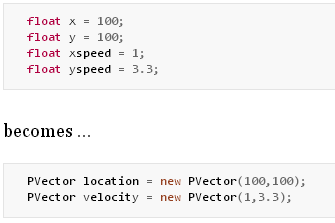 float x = 100;
float y = 100;
float xspeed = 1;
float yspeed = 3.3;
becomes ...
PVector location = new PVector(100,100);
PVector velocity = new PVector(1,3.3);